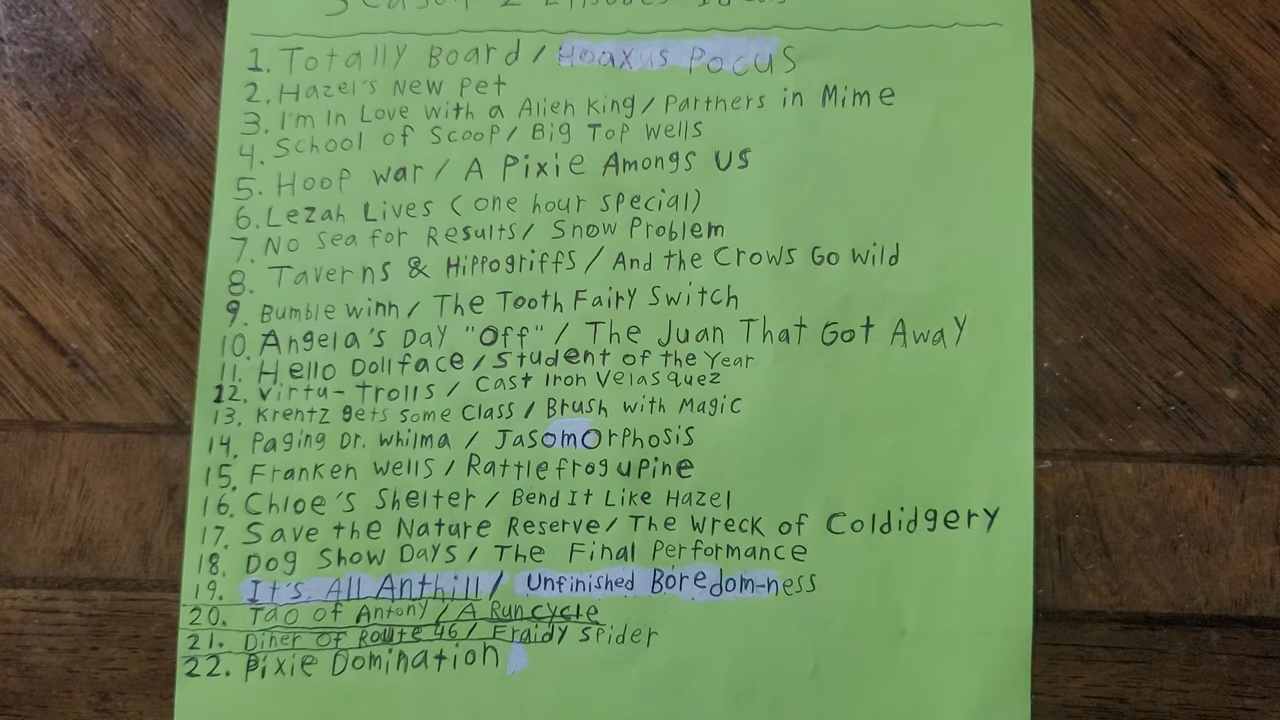 Season 2 Episodes Ideas
1. Totally Board / Hoaxus Pocus
2. Hazel's New Pet
3. I'm In Love with a Alien King / Partners in Mime
4. School of Scoop / Big Top Wells
5. Hoop war / A Pixie Amongs us
6. Lezah Lives (one hour special)
7. No Sea for Results / Snow Problem
8. Taverns & Hippogriffs / And the Crows Go Wild
9. Bumble winn / The Tooth Fairy Switch
10. Angela's Day "Off" / The Juan That Got Away
11. Hello Dollface / Student of the Year
12. Virtu-Trolls / Cast Iron Velasquez
13. Krentz gets some Class / Brush with Magic
14. Paging Dr. Whilma / Jasomorphosis
15. Franken wells / Rattlefrogupine
16. Chloe's Shelter / Bend It Like Hazel
17. Save the Nature Reserve / The Wreck of Coldidgery
18. Dog Show Days / The Final Performance
19. It's All Anthill / Unfinished Boredom-ness
20. Tao of Antony / A Run cycle
21. Diner Of Route 46 / Fraidy Spider
22. Pixie Domination